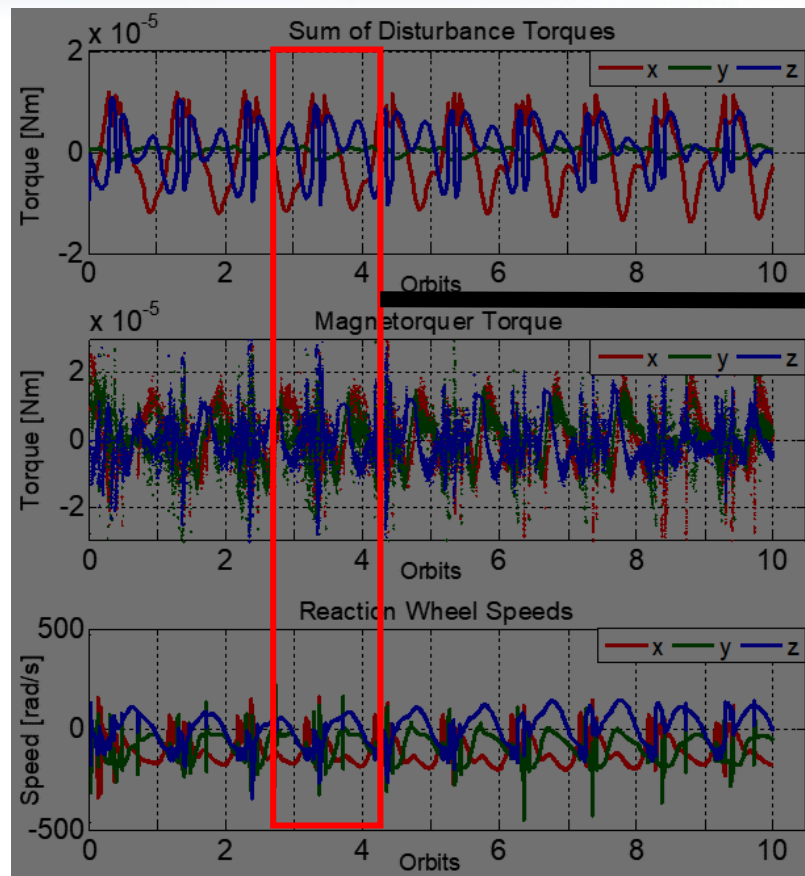 x 10^-5
Sum of Disturbance Torques
2
x y z
0
Torque [Nm]
-2
0 2 4 6 8 10
Orbits
x 10^-5
Magnetorquer Torque
2
x y z
0
Torque [Nm]
-2
0 2 4 6 8 10
Orbits
Reaction Wheel Speeds
500
x y z
0
Speed [rad/s]
-500
0 2 4 6 8 10
Orbits